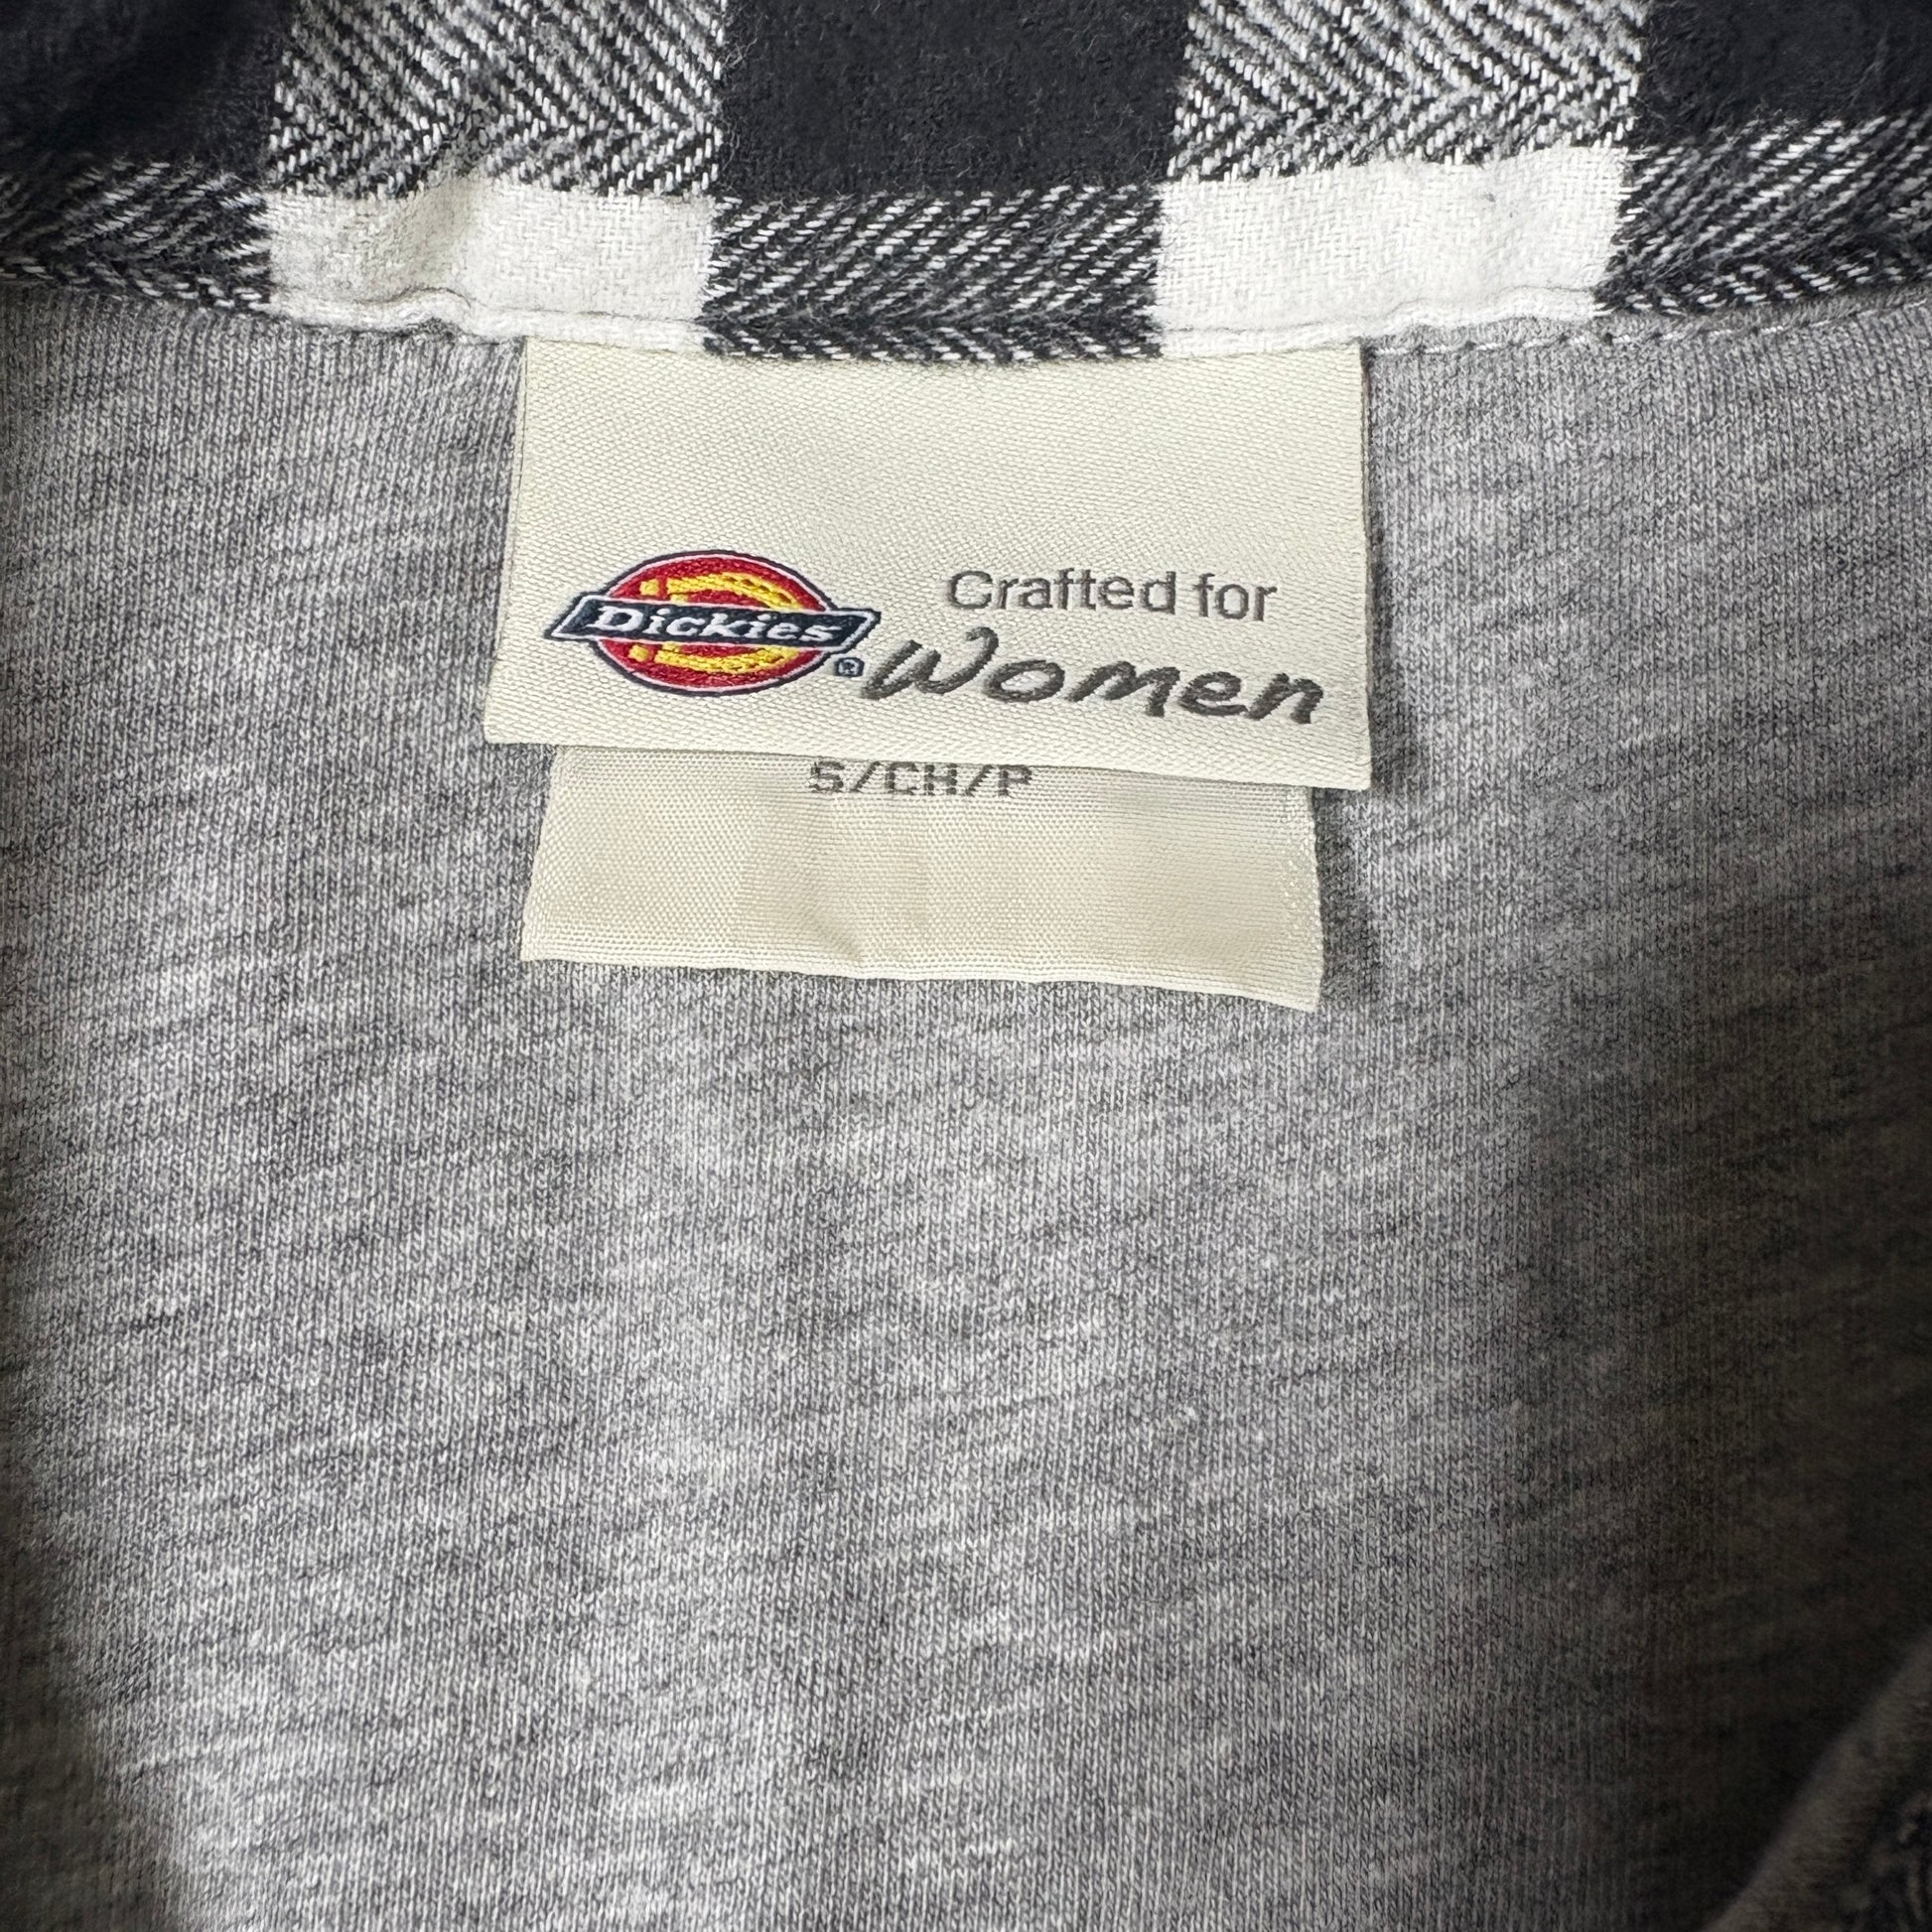 Dickies®
Crafted for
Women
S/CH/P